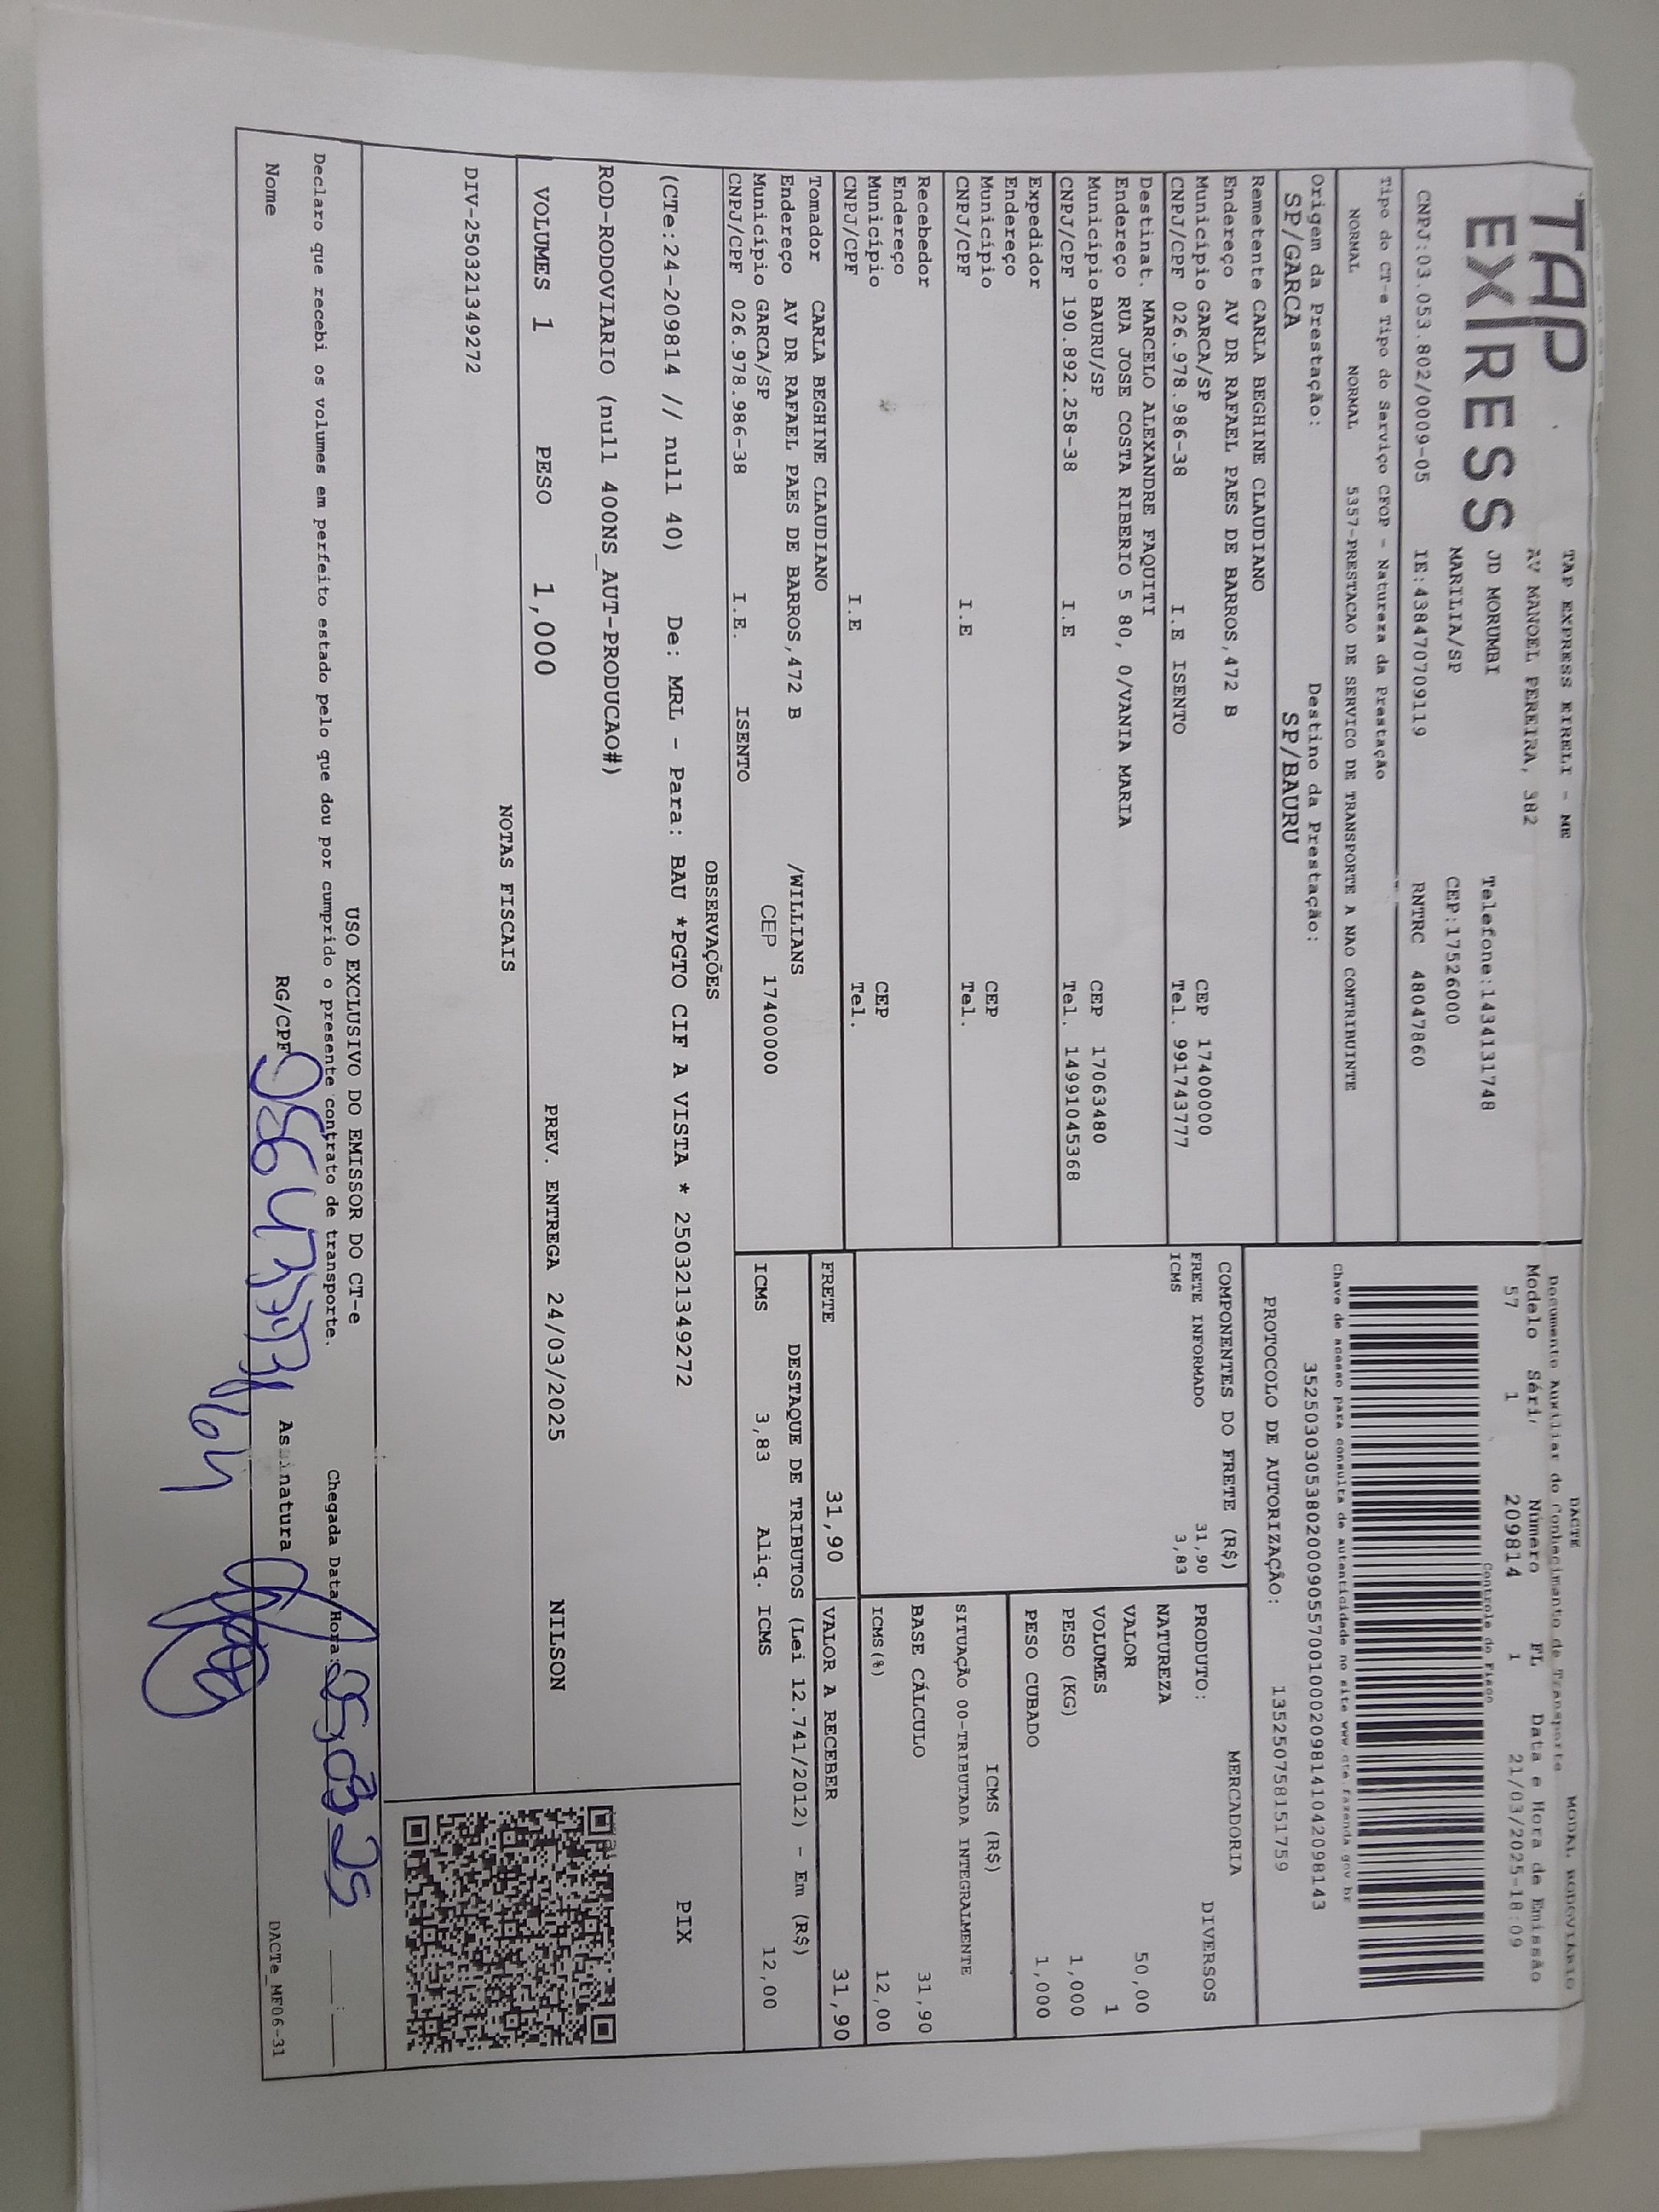 TAP EXPRESS
TAP EXPRESS EIRELI - ME
AV MANOEL PEREIRA, 382
JD MORUMBI Telefone:1434131748
MARILIA/SP CEP:17526000
CNPJ:03.053.802/0009-05 IE:438470709119 RNTRC 48047860
DACTE MODAL RODOVIÁRIO
Documento Auxiliar do Conhecimento de Transporte
Modelo Séri/ Número FL Data e Hora de Emissão
57 1 209814 1 21/03/2025-18:09
Controle do Fisco
Chave de acesso para consulta de autenticidade no site www.cte.fazenda.gov.br
35250303053802000905570010002098141042098143
PROTOCOLO DE AUTORIZAÇÃO: 135250758151759
Tipo do CT-e Tipo do Serviço CFOP - Natureza da Prestação
NORMAL NORMAL 5357-PRESTACAO DE SERVICO DE TRANSPORTE A NAO CONTRIBUINTE
Origem da Prestação: Destino da Prestação:
SP/GARCA SP/BAURU
Remetente CARLA BEGHINE CLAUDIANO
Endereço AV DR RAFAEL PAES DE BARROS,472 B
Município GARCA/SP CEP 17400000
CNPJ/CPF 026.978.986-38 I.E ISENTO Tel. 991743777
Destinat. MARCELO ALEXANDRE FAQUITI
Endereço RUA JOSE COSTA RIBERIO 5 80, 0/VANIA MARIA
Município BAURU/SP CEP 17063480
CNPJ/CPF 190.892.258-38 I.E Tel. 14991045368
Expedidor
Endereço
Município CEP
CNPJ/CPF I.E Tel.
Recebedor
Endereço
Município CEP
CNPJ/CPF I.E Tel.
Tomador CARLA BEGHINE CLAUDIANO
Endereço AV DR RAFAEL PAES DE BARROS,472 B /WILLIANS
Município GARCA/SP CEP 17400000
CNPJ/CPF 026.978.986-38 I.E. ISENTO
COMPONENTES DO FRETE (R$)
FRETE INFORMADO 31,90
ICMS 3,83
MERCADORIA
PRODUTO: DIVERSOS
NATUREZA
VALOR 50,00
VOLUMES 1
PESO (KG) 1,000
PESO CUBADO 1,000
ICMS (R$)
SITUAÇÃO 00-TRIBUTADA INTEGRALMENTE
BASE CÁLCULO 31,90
ICMS(%) 12,00
FRETE 31,90 VALOR A RECEBER 31,90
DESTAQUE DE TRIBUTOS (Lei 12.741/2012) - Em (R$)
ICMS 3,83 Aliq. ICMS 12,00
OBSERVAÇÕES
(CTe:24-209814 // null 40) De: MRL - Para: BAU *PGTO CIF A VISTA * 250321349272
ROD-RODOVIARIO (null 400NS_AUT-PRODUCAO#)
PIX
VOLUMES 1 PESO 1,000 PREV. ENTREGA 24/03/2025 NILSON
NOTAS FISCAIS
DIV-250321349272
USO EXCLUSIVO DO EMISSOR DO CT-e
Declaro que recebi os volumes em perfeito estado pelo que dou por cumprido o presente contrato de transporte. Chegada Data/Hora: 25 03 25 __:__
Nome RG/CPF Assinatura
DACTe_MF06-31